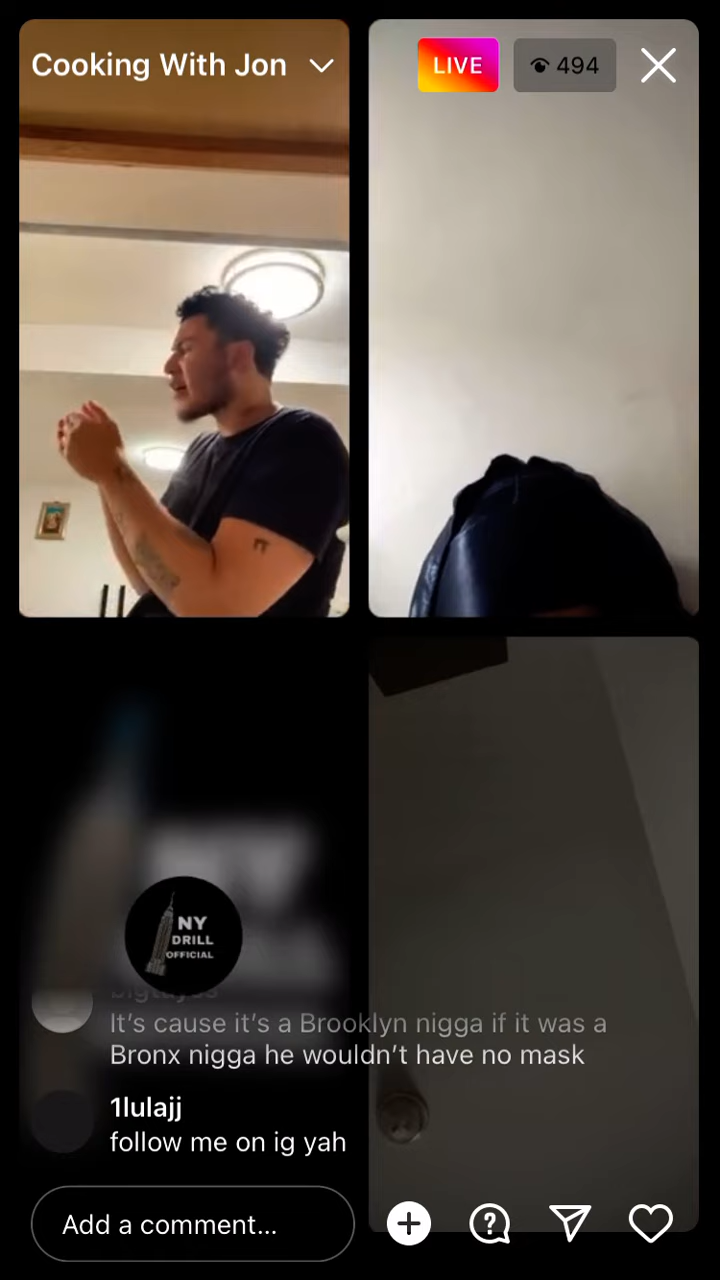 Cooking With Jon
LIVE
494
NY
DRILL
OFFICIAL
It's cause it's a Brooklyn nigga if it was a
Bronx nigga he wouldn't have no mask
1lulajj
follow me on ig yah
Add a comment...